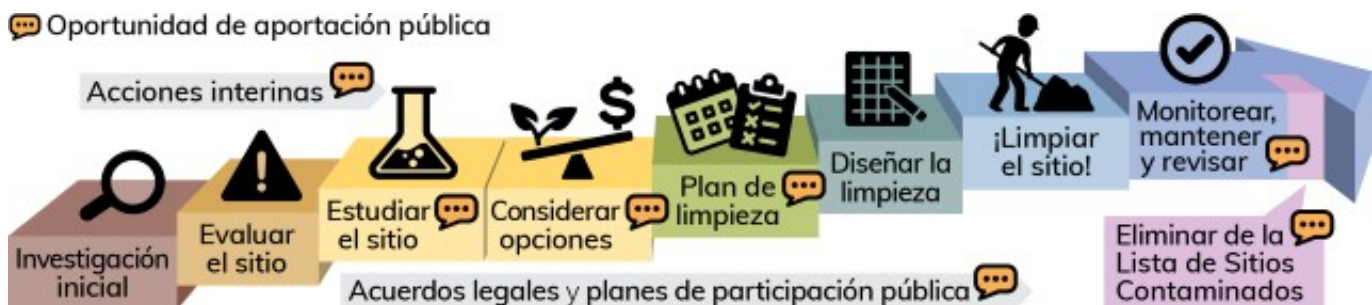 Oportunidad de aportación pública
Acciones interinas
Investigación
inicial
Evaluar
el sitio
Estudiar
el sitio
Considerar
opciones
Plan de
limpieza
Diseñar la
limpieza
¡Limpiar
el sitio!
Monitorear,
mantener
y revisar
Eliminar de la
Lista de Sitios
Contaminados
Acuerdos legales y planes de participación pública